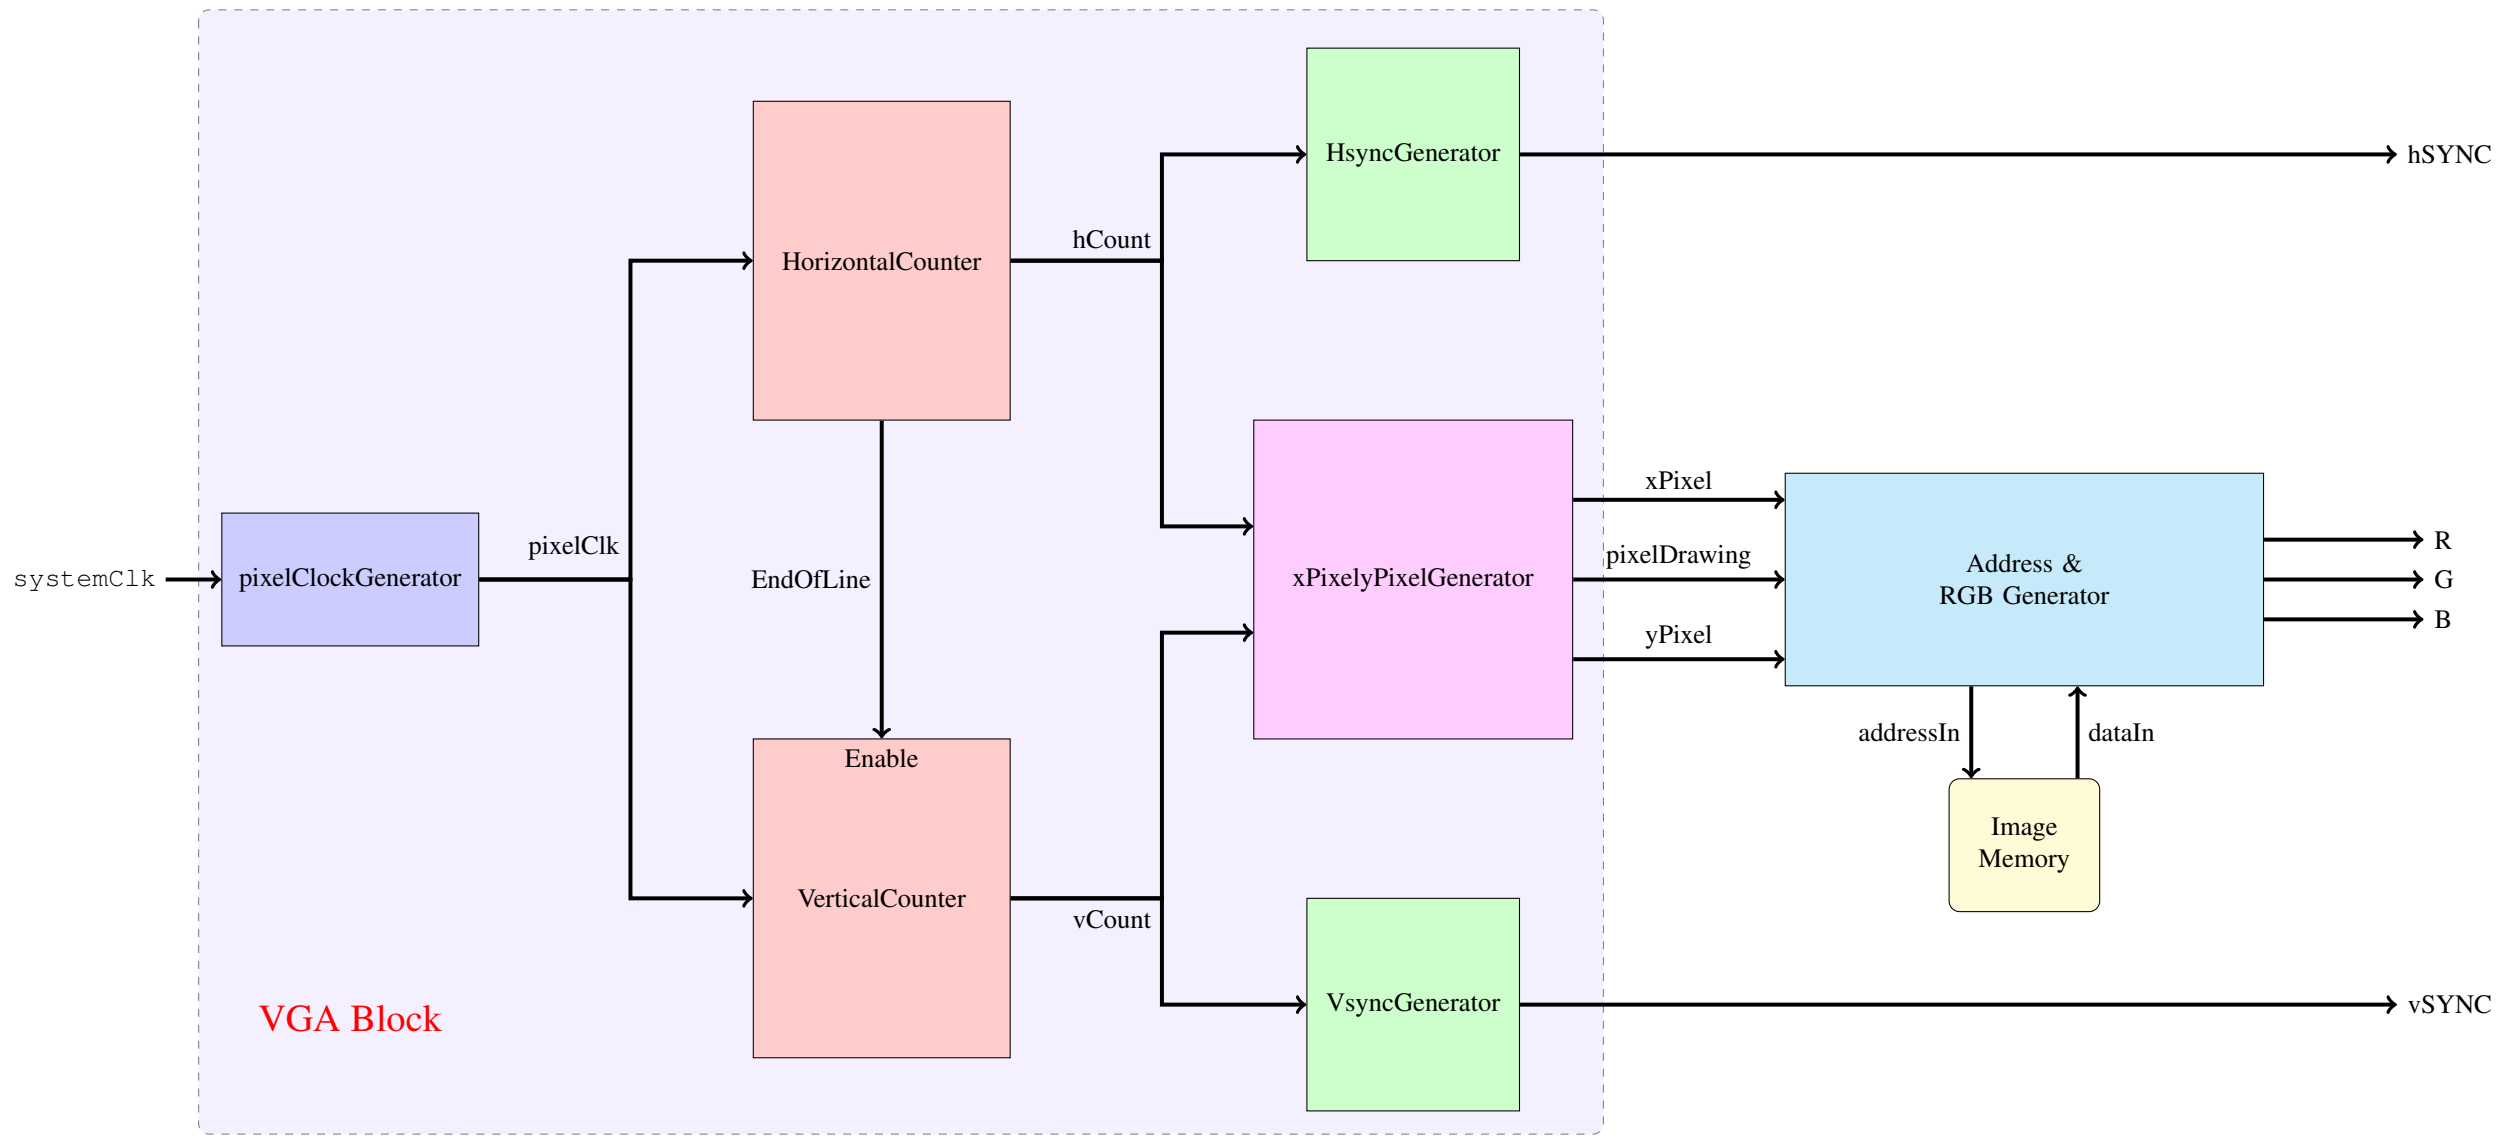 HsyncGenerator
hSYNC
hCount
HorizontalCounter
xPixel
pixelClk
pixelDrawing
R
Address &
RGB Generator
systemClk
pixelClockGenerator
EndOfLine
xPixelyPixelGenerator
G
B
yPixel
addressIn
dataIn
Enable
Image
Memory
VerticalCounter
vCount
VsyncGenerator
vSYNC
VGA Block